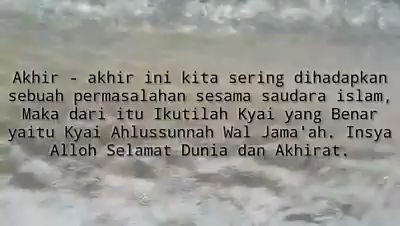 Akhir - akhir ini kita sering dihadapkan
sebuah permasalahan sesama saudara islam,
Maka dari itu Ikutilah Kyai yang Benar
yaitu Kyai Ahlussunnah Wal Jama'ah. Insya
Alloh Selamat Dunia dan Akhirat.